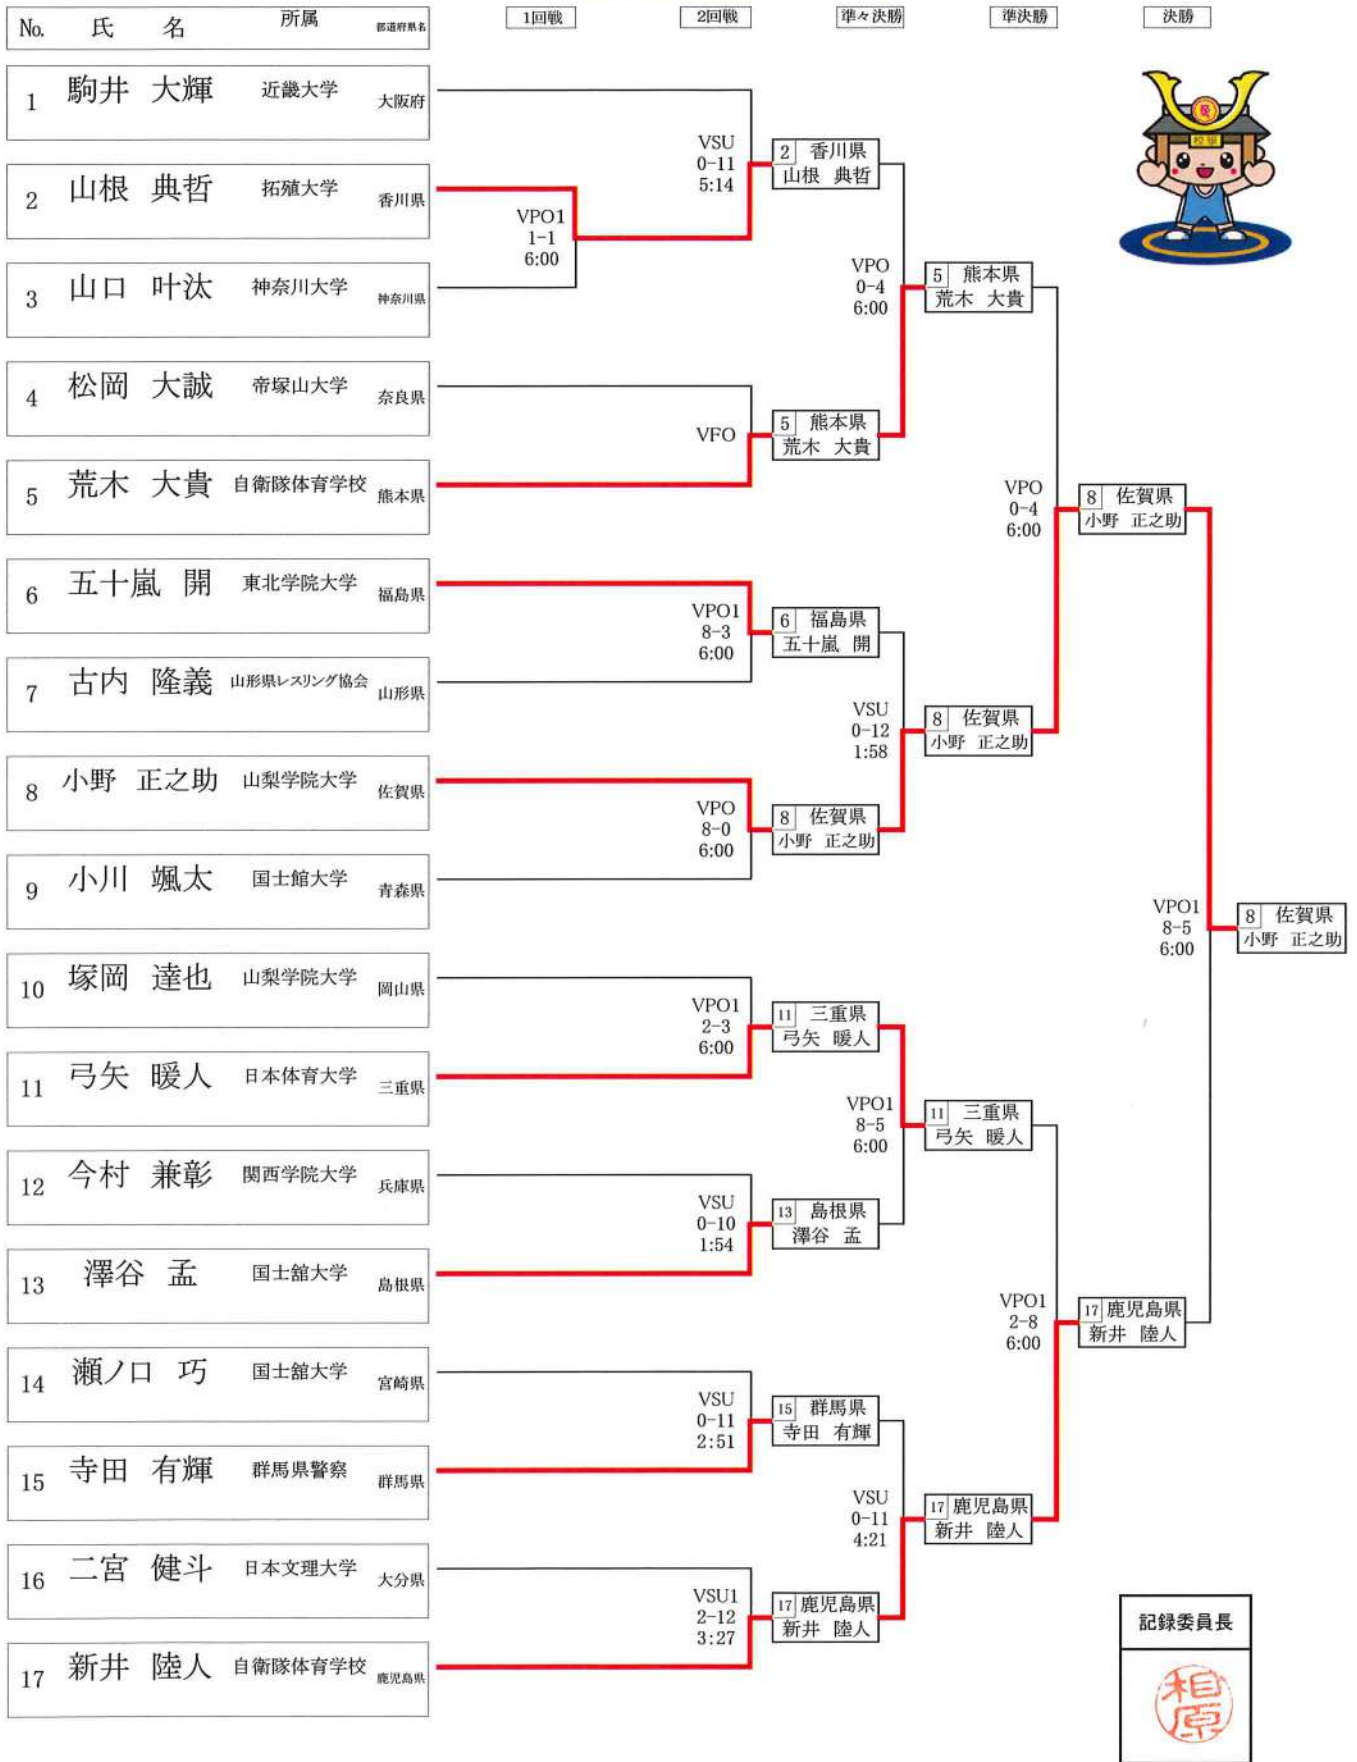 No. 氏 名 所属 都道府県名 1回戦 2回戦 準々決勝 準決勝 決勝
1 駒井 大輝 近畿大学 大阪府
2 山根 典哲 拓殖大学 香川県
3 山口 叶汰 神奈川大学 神奈川県
4 松岡 大誠 帝塚山大学 奈良県
5 荒木 大貴 自衛隊体育学校 熊本県
6 五十嵐 開 東北学院大学 福島県
7 古内 隆義 山形県レスリング協会 山形県
8 小野 正之助 山梨学院大学 佐賀県
9 小川 颯太 国士館大学 青森県
10 塚岡 達也 山梨学院大学 岡山県
11 弓矢 暖人 日本体育大学 三重県
12 今村 兼彰 関西学院大学 兵庫県
13 澤谷 孟 国士舘大学 島根県
14 瀬ノ口 巧 国士舘大学 宮崎県
15 寺田 有輝 群馬県警察 群馬県
16 二宮 健斗 日本文理大学 大分県
17 新井 陸人 自衛隊体育学校 鹿児島県
VPO1
1-1
6:00
VSU
0-11
5:14
VFO
VPO1
8-3
6:00
VPO
8-0
6:00
VPO1
2-3
6:00
VSU
0-10
1:54
VSU
0-11
2:51
VSU1
2-12
3:27
2 香川県
山根 典哲
5 熊本県
荒木 大貴
6 福島県
五十嵐 開
8 佐賀県
小野 正之助
11 三重県
弓矢 暖人
13 島根県
澤谷 孟
15 群馬県
寺田 有輝
17 鹿児島県
新井 陸人
VPO
0-4
6:00
VSU
0-12
1:58
VPO1
8-5
6:00
VSU
0-11
4:21
5 熊本県
荒木 大貴
8 佐賀県
小野 正之助
11 三重県
弓矢 暖人
17 鹿児島県
新井 陸人
VPO
0-4
6:00
VPO1
2-8
6:00
8 佐賀県
小野 正之助
17 鹿児島県
新井 陸人
VPO1
8-5
6:00
8 佐賀県
小野 正之助
記録委員長
相原